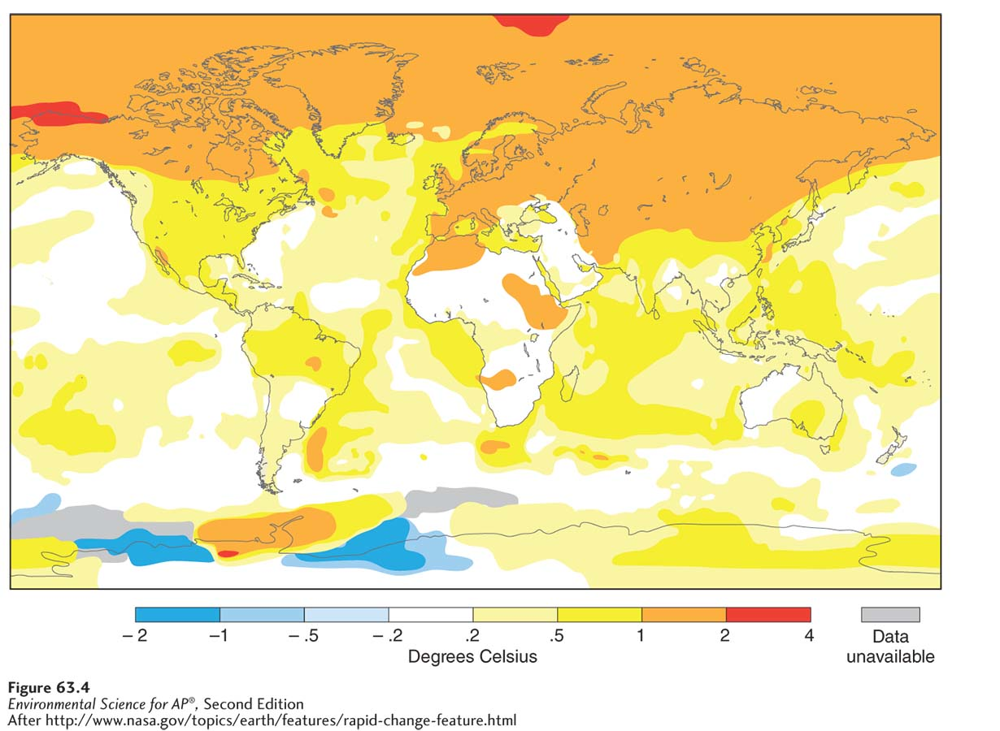 – 2 –1 – .5 – .2 .2 .5 1 2 4 Data
Degrees Celsius unavailable
Figure 63.4
Environmental Science for AP®, Second Edition
After http://www.nasa.gov/topics/earth/features/rapid-change-feature.html